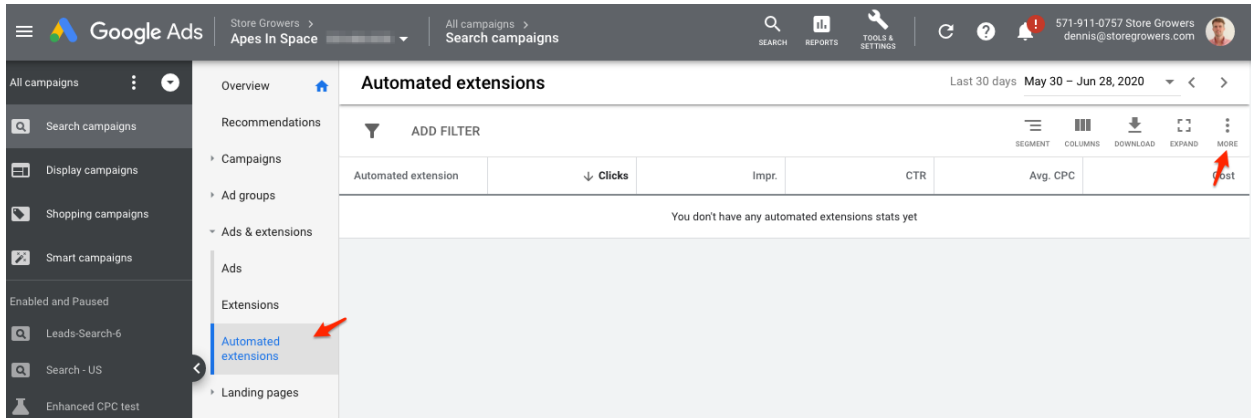 Google Ads
Store Growers >
Apes In Space
All campaigns >
Search campaigns
SEARCH
REPORTS
TOOLS &
SETTINGS
!
571-911-0757 Store Growers
dennis@storegrowers.com
All campaigns
Search campaigns
Display campaigns
Shopping campaigns
Smart campaigns
Enabled and Paused
Leads-Search-6
Search - US
Enhanced CPC test
Overview
Recommendations
Campaigns
Ad groups
Ads & extensions
Ads
Extensions
Automated
extensions
Landing pages
Automated extensions
Last 30 days May 30 – Jun 28, 2020
ADD FILTER
SEGMENT
COLUMNS
DOWNLOAD
EXPAND
MORE
Automated extension
Clicks
Impr.
CTR
Avg. CPC
Cost
You don't have any automated extensions stats yet